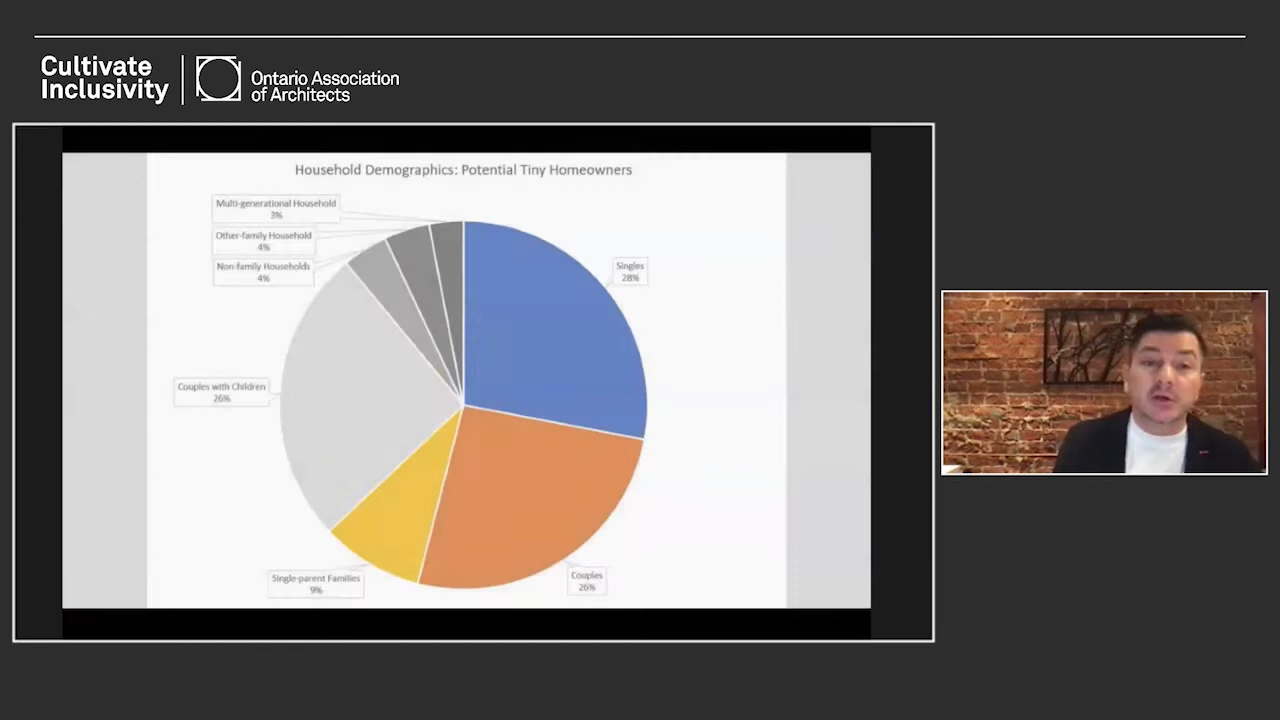 Cultivate
Inclusivity
Ontario Association
of Architects
Household Demographics: Potential Tiny Homeowners
Multi-generational Household
3%
Other-family Household
4%
Non-family Households
4%
Singles
28%
Couples with Children
26%
Single-parent Families
9%
Couples
26%